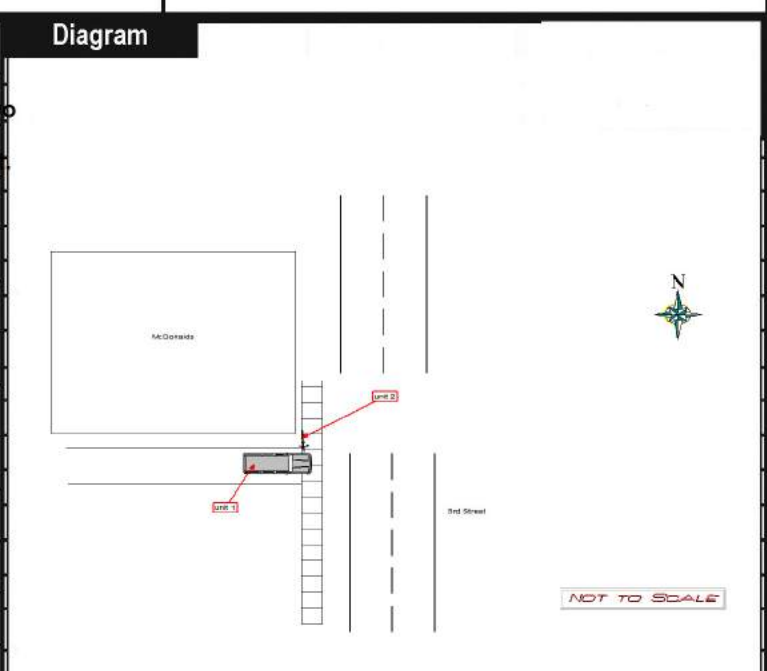 Diagram
N
McDonalds
unit 2
unit 1
3rd Street
NOT TO SCALE